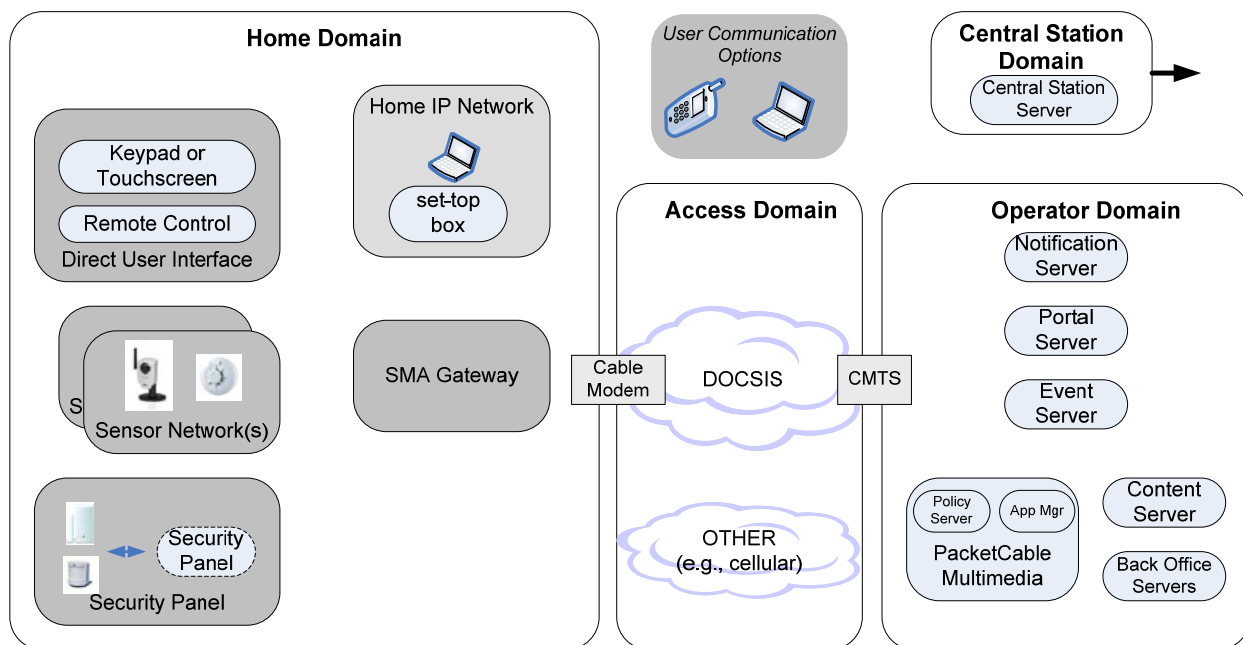 Home Domain
Keypad or
Touchscreen
Remote Control
Direct User Interface
Home IP Network
set-top
box
S
Sensor Network(s)
SMA Gateway
Security
Panel
Security Panel
User Communication
Options
Central Station
Domain
Central Station
Server
Access Domain
Cable
Modem
DOCSIS
CMTS
OTHER
(e.g., cellular)
Operator Domain
Notification
Server
Portal
Server
Event
Server
Policy
Server
App Mgr
PacketCable
Multimedia
Content
Server
Back Office
Servers